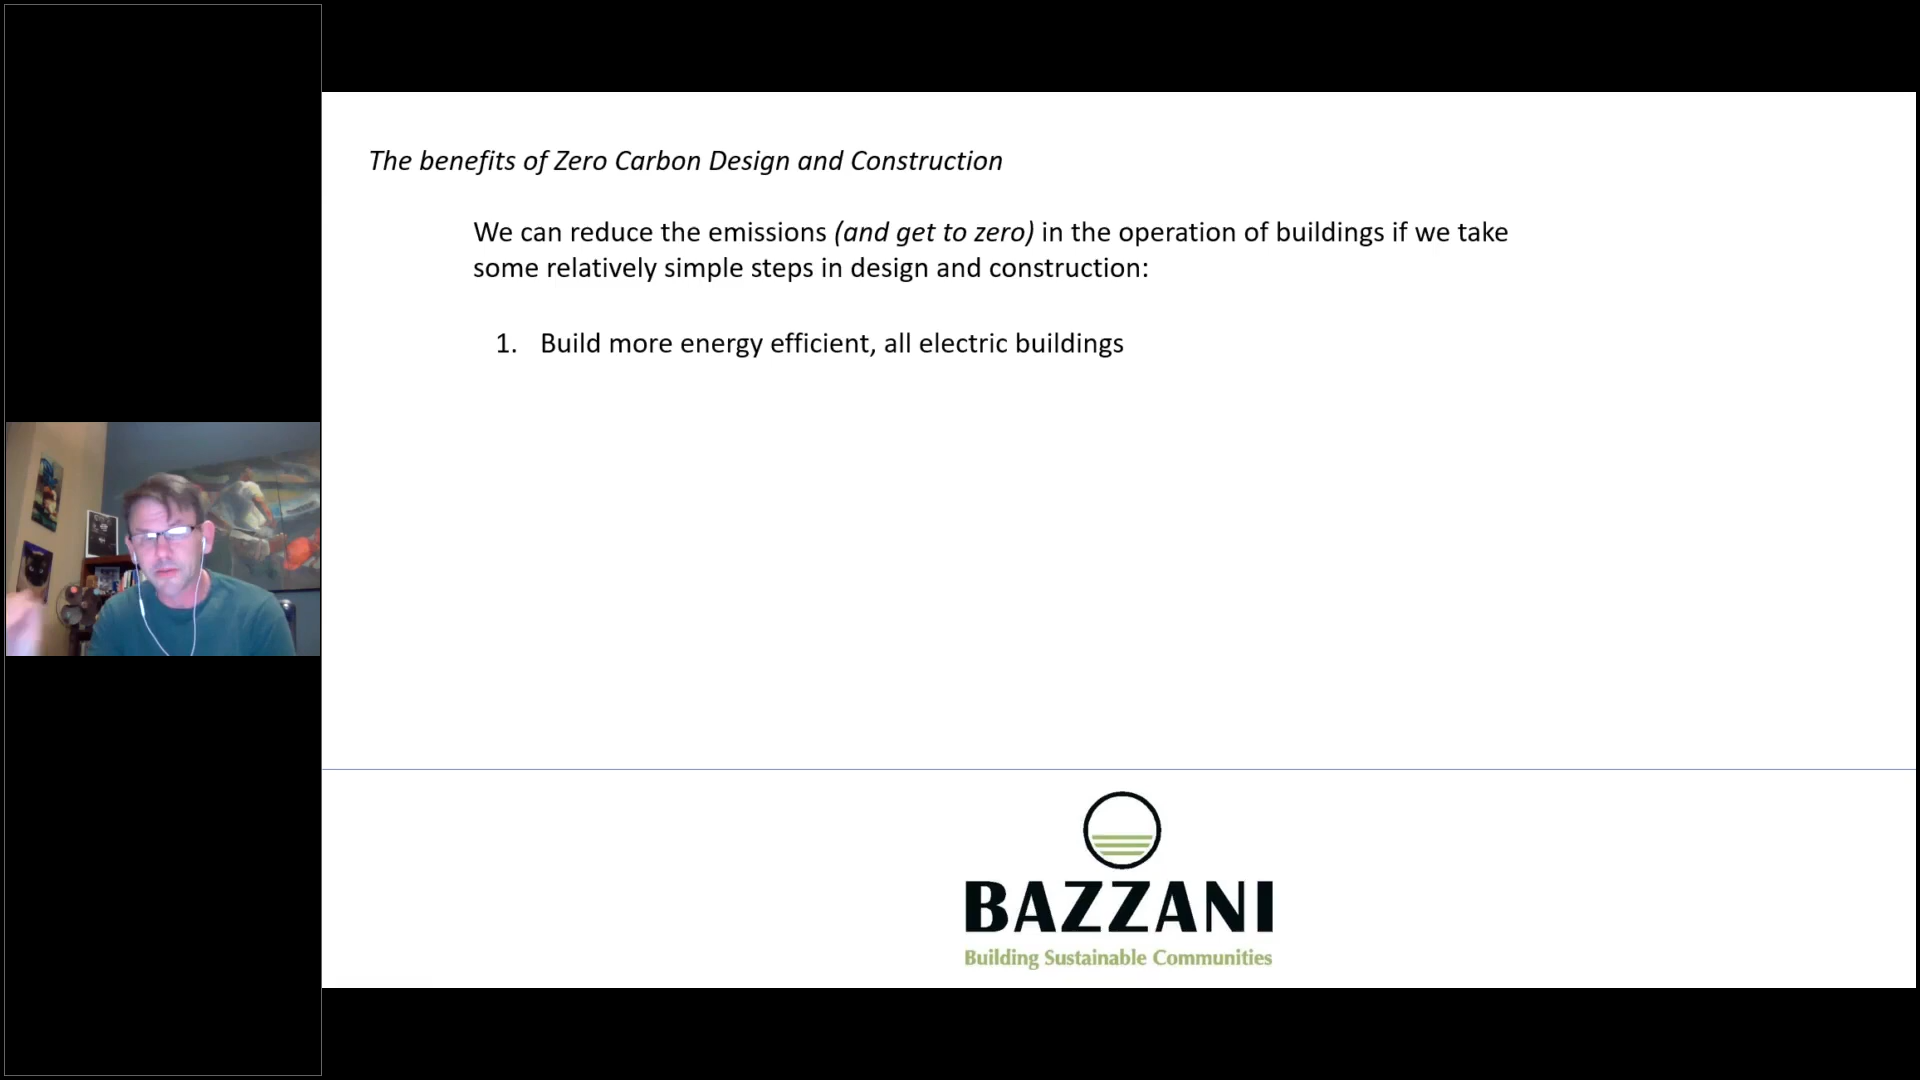 The benefits of Zero Carbon Design and Construction
We can reduce the emissions (and get to zero) in the operation of buildings if we take
some relatively simple steps in design and construction:
1. Build more energy efficient, all electric buildings
BAZZANI
Building Sustainable Communities